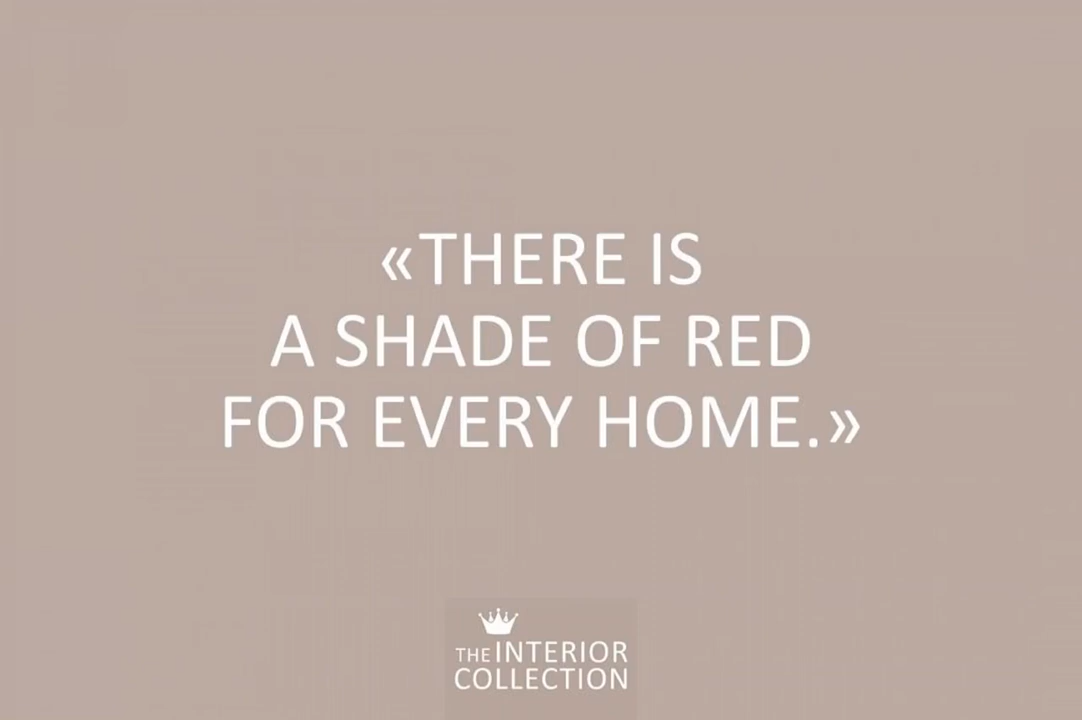 «THERE IS
A SHADE OF RED
FOR EVERY HOME.»
THE INTERIOR
COLLECTION